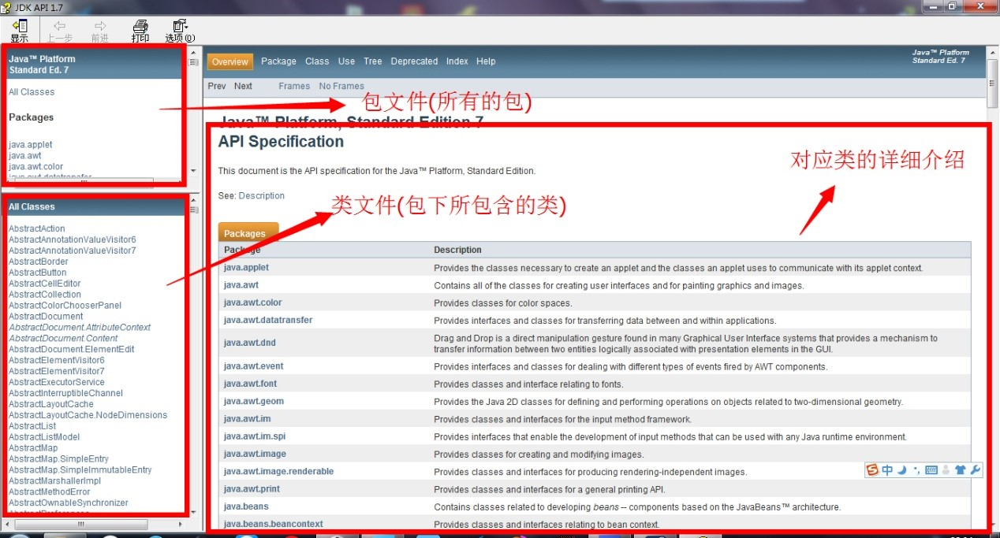 JDK API 1.7
显示 上一步 前进 打印 选项(O)
Java™ Platform
Standard Ed. 7
All Classes
Packages
java.applet
java.awt
java.awt.color
java.awt.datatransfer
All Classes
AbstractAction
AbstractAnnotationValueVisitor6
AbstractAnnotationValueVisitor7
AbstractBorder
AbstractButton
AbstractCellEditor
AbstractCollection
AbstractColorChooserPanel
AbstractDocument
AbstractDocument.AttributeContext
AbstractDocument.Content
AbstractDocument.ElementEdit
AbstractElementVisitor6
AbstractElementVisitor7
AbstractExecutorService
AbstractInterruptibleChannel
AbstractLayoutCache
AbstractLayoutCache.NodeDimensions
AbstractList
AbstractListModel
AbstractMap
AbstractMap.SimpleEntry
AbstractMap.SimpleImmutableEntry
AbstractMarshallerImpl
AbstractMethodError
AbstractOwnableSynchronizer
AbstractPreferences
Overview Package Class Use Tree Deprecated Index Help
Java™ Platform
Standard Ed. 7
Prev Next Frames No Frames
包文件(所有的包)
Java™ Platform, Standard Edition 7
API Specification
对应类的详细介绍
This document is the API specification for the Java™ Platform, Standard Edition.
See: Description
类文件(包下所包含的类)
Packages
Package Description
java.applet Provides the classes necessary to create an applet and the classes an applet uses to communicate with its applet context.
java.awt Contains all of the classes for creating user interfaces and for painting graphics and images.
java.awt.color Provides classes for color spaces.
java.awt.datatransfer Provides interfaces and classes for transferring data between and within applications.
java.awt.dnd Drag and Drop is a direct manipulation gesture found in many Graphical User Interface systems that provides a mechanism to
transfer information between two entities logically associated with presentation elements in the GUI.
java.awt.event Provides interfaces and classes for dealing with different types of events fired by AWT components.
java.awt.font Provides classes and interface relating to fonts.
java.awt.geom Provides the Java 2D classes for defining and performing operations on objects related to two-dimensional geometry.
java.awt.im Provides classes and interfaces for the input method framework.
java.awt.im.spi Provides interfaces that enable the development of input methods that can be used with any Java runtime environment.
java.awt.image Provides classes for creating and modifying images.
java.awt.image.renderable Provides classes and interfaces for producing rendering-independent images.
中
java.awt.print Provides classes and interfaces for a general printing API.
java.beans Contains classes related to developing beans -- components based on the JavaBeans™ architecture.
java.beans.beancontext Provides classes and interfaces relating to bean context.